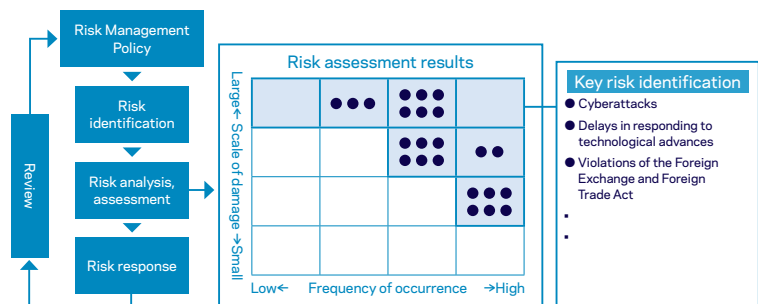 Risk Management
Policy
Risk
identification
Risk analysis,
assessment
Risk response
Review
Risk assessment results
Large← Scale of damage →Small
Low← Frequency of occurrence →High
Key risk identification
● Cyberattacks
● Delays in responding to
technological advances
● Violations of the Foreign
Exchange and Foreign
Trade Act